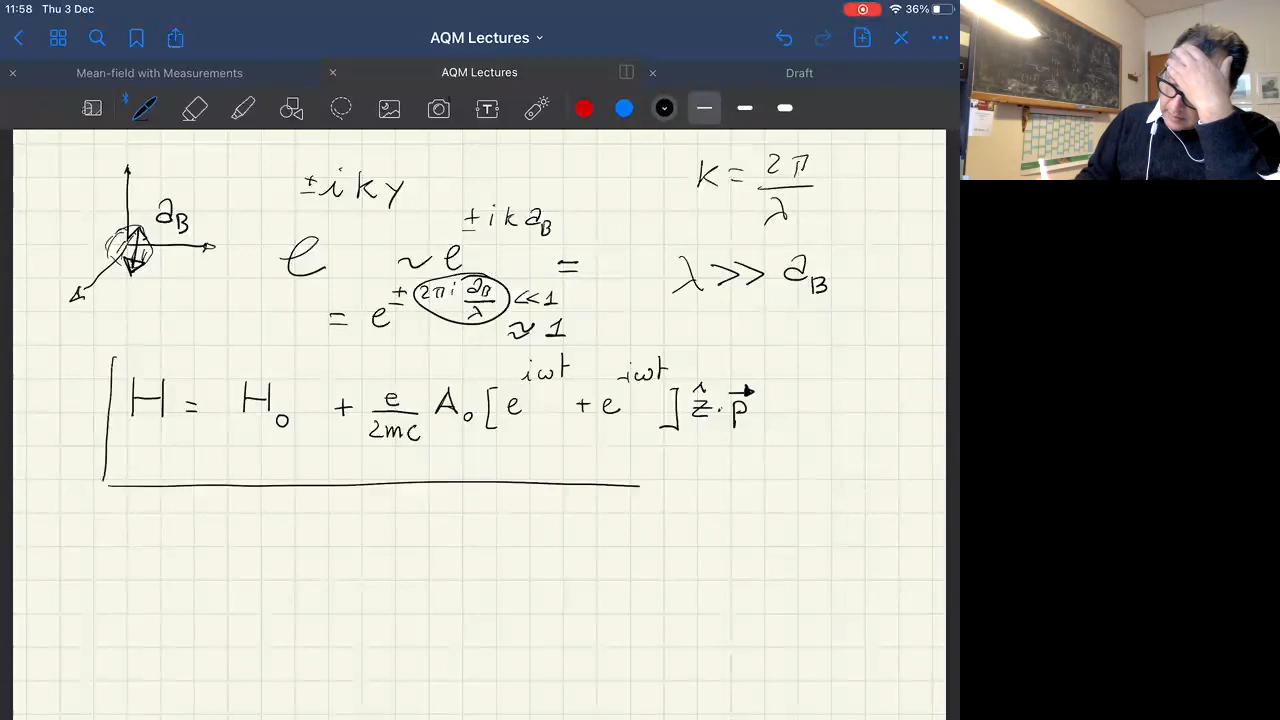 11:58 Thu 3 Dec
36%
AQM Lectures
Mean-field with Measurements
AQM Lectures
Draft
a_B
e^{±iky} ~ e^{±ika_B} =
= e^{± 2πi a_B/λ} << 1
≈ 1
k = 2π/λ
λ >> a_B
H = H_0 + e/2mc A_0 [e^{iωt} + e^{-iωt}] ẑ · p⃗